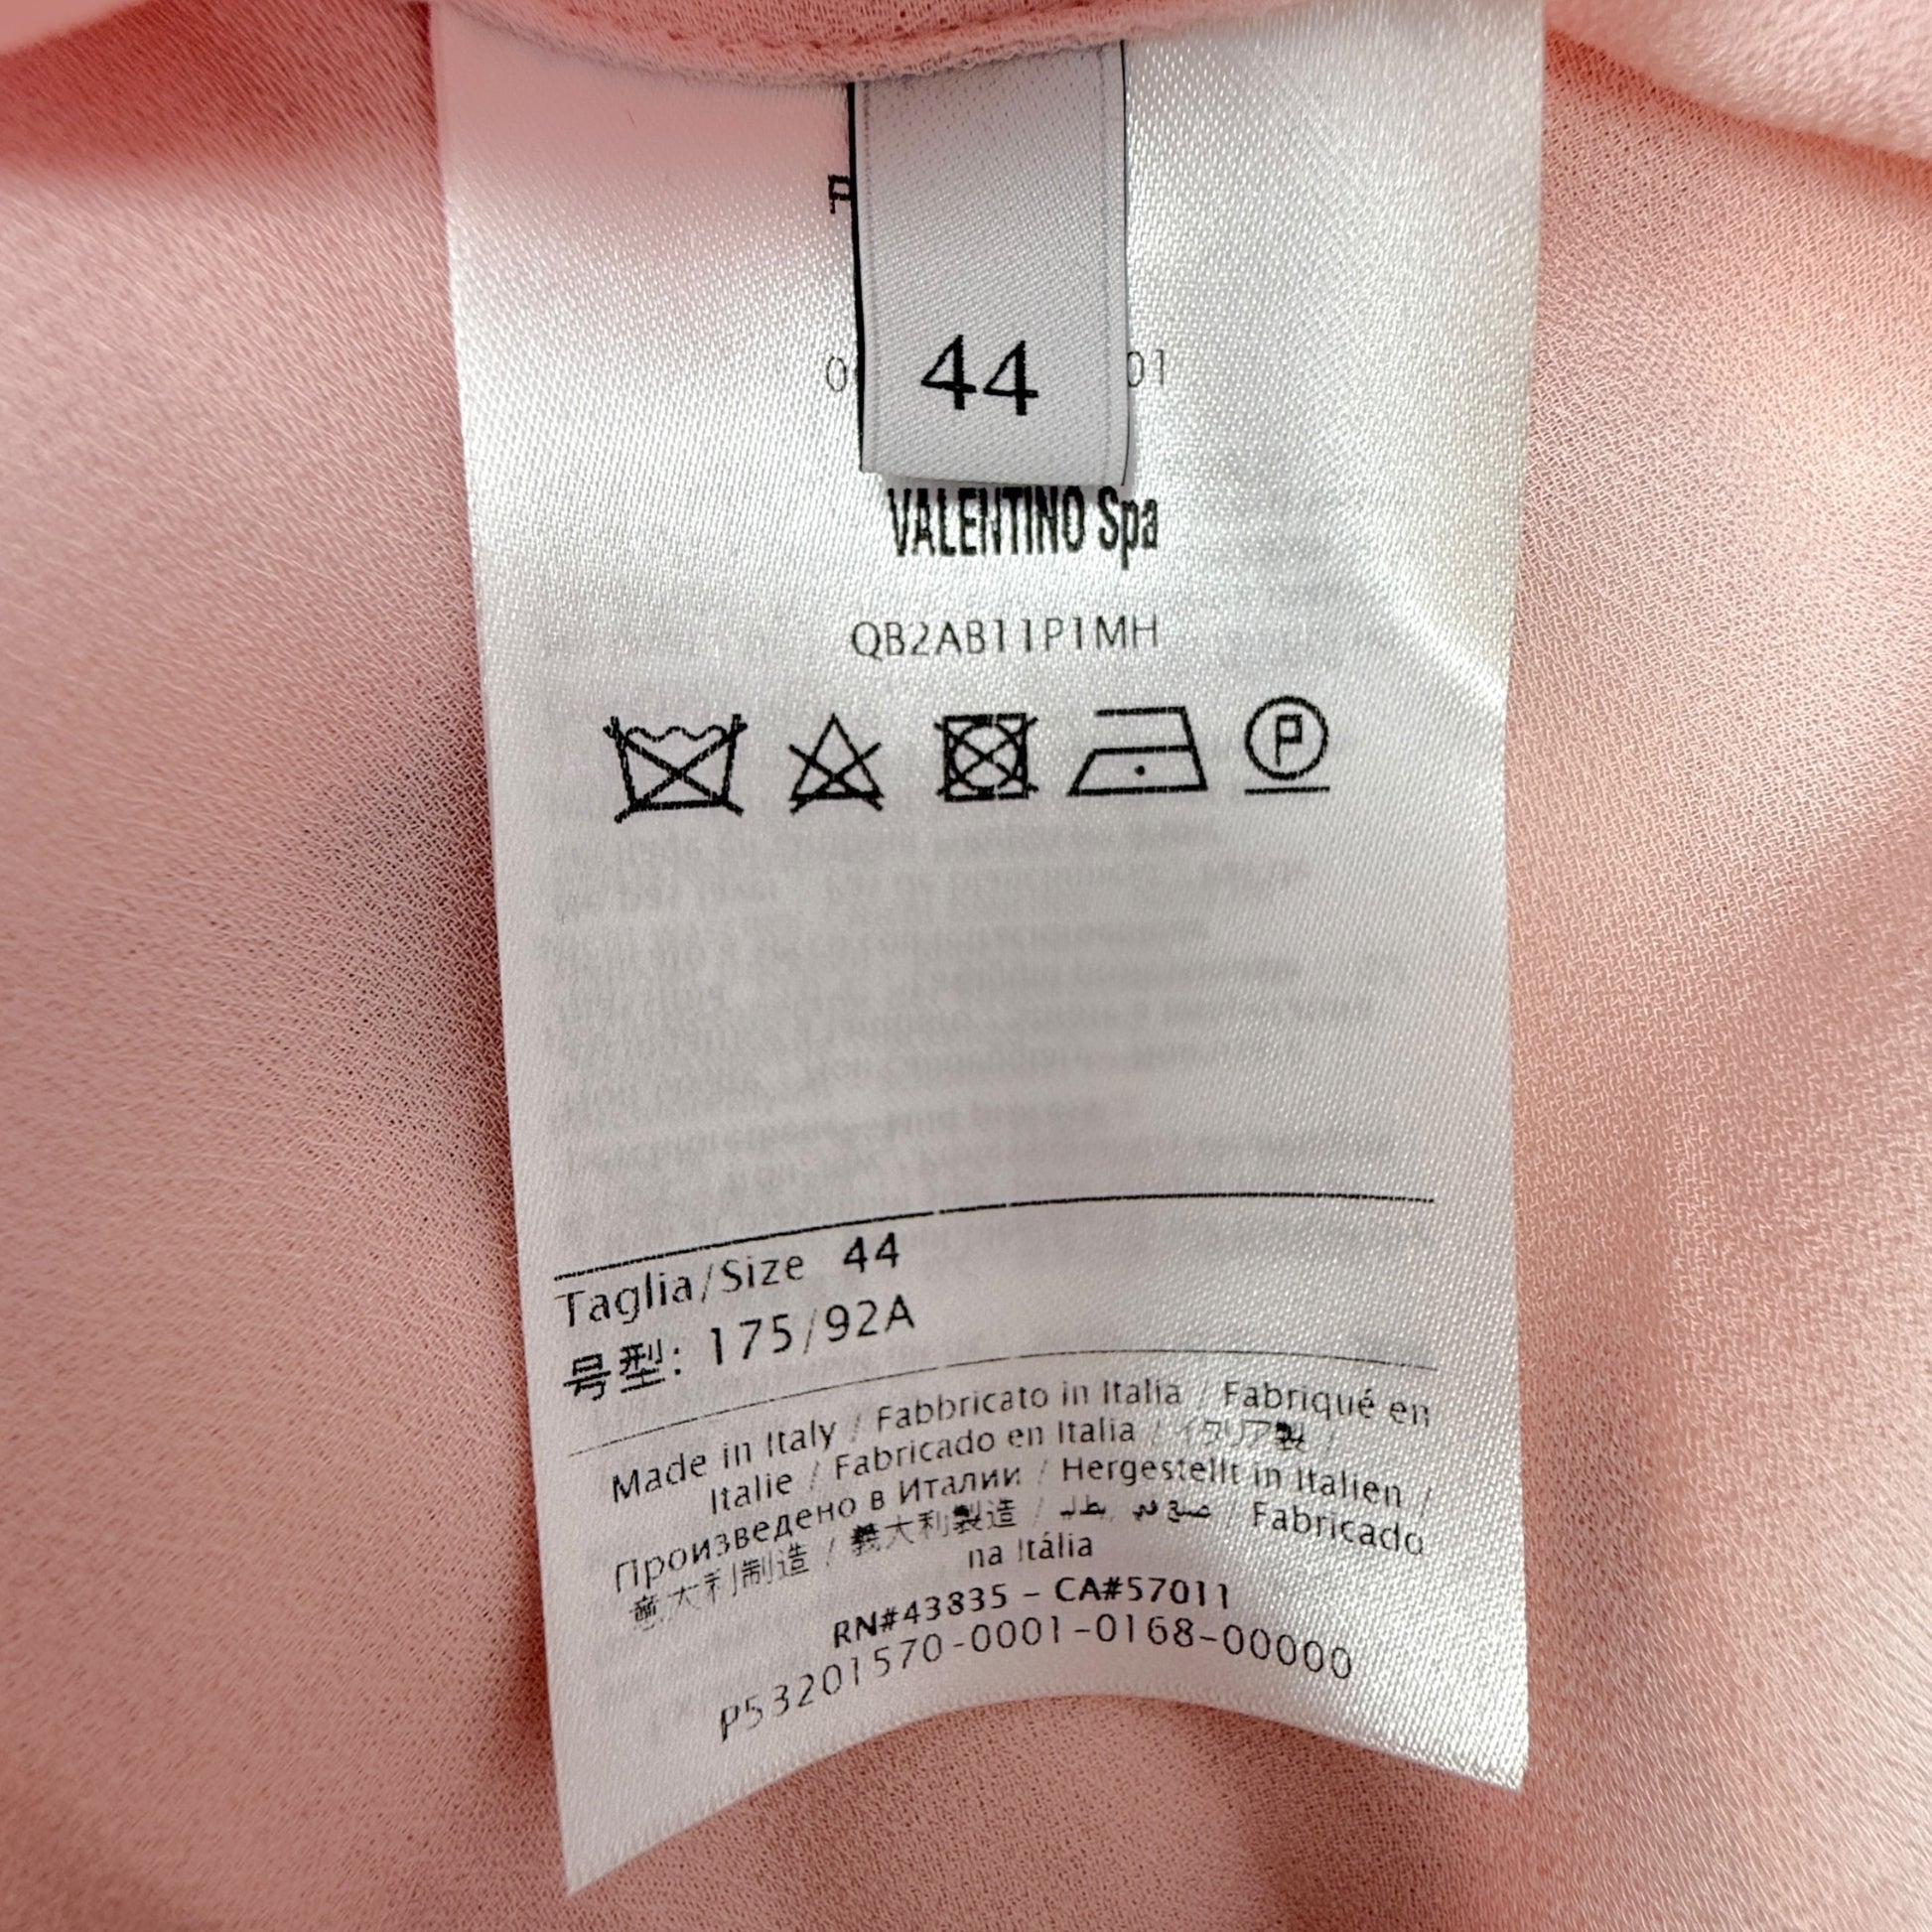 44
VALENTINO Spa
QB2AB11P1MH
P
Taglia/Size 44
号型: 175/92A
Made in Italy / Fabbricato in Italia / Fabriqué en
Italie / Fabricado en Italia / イタリア製 /
Произведено в Италии / Hergestellt in Italien /
意大利制造 / 義大利製造 / / Fabricado
na Itália
RN#43835 - CA#57011
P53201570-0001-0168-00000